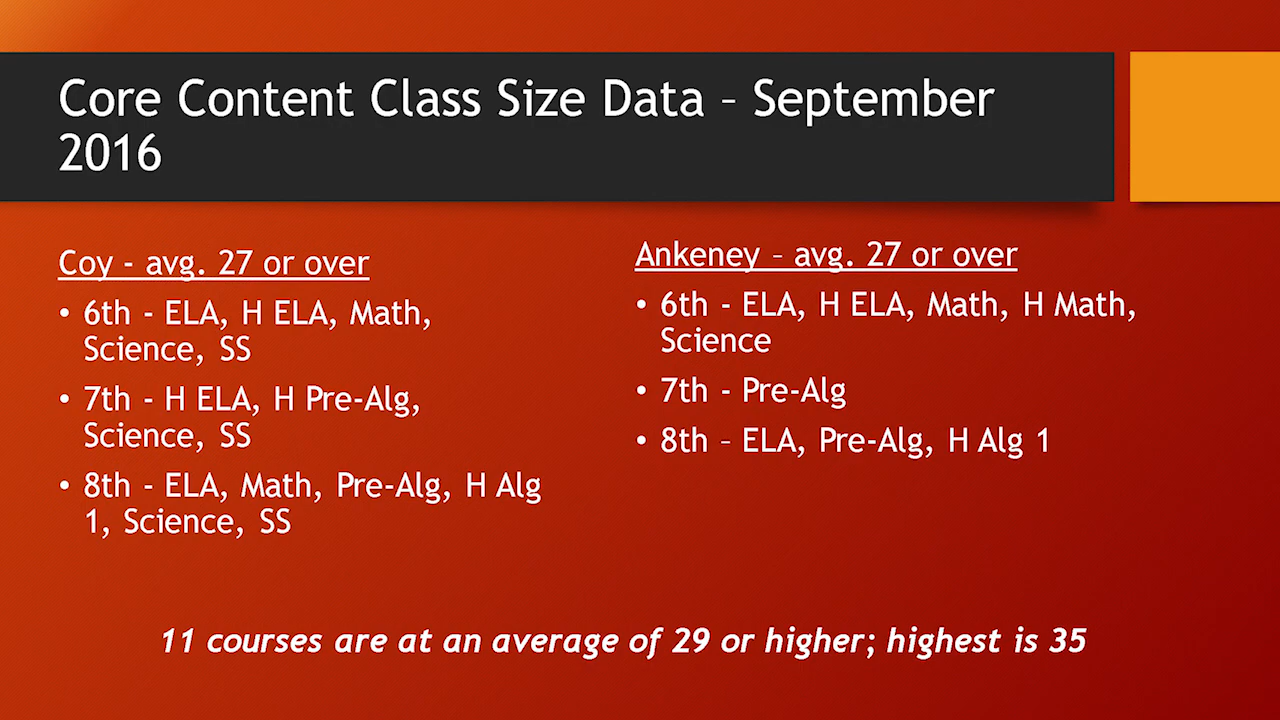 Core Content Class Size Data – September
2016
Coy - avg. 27 or over
• 6th - ELA, H ELA, Math,
Science, SS
• 7th - H ELA, H Pre-Alg,
Science, SS
• 8th - ELA, Math, Pre-Alg, H Alg
1, Science, SS
Ankeney – avg. 27 or over
• 6th - ELA, H ELA, Math, H Math,
Science
• 7th - Pre-Alg
• 8th – ELA, Pre-Alg, H Alg 1
11 courses are at an average of 29 or higher; highest is 35